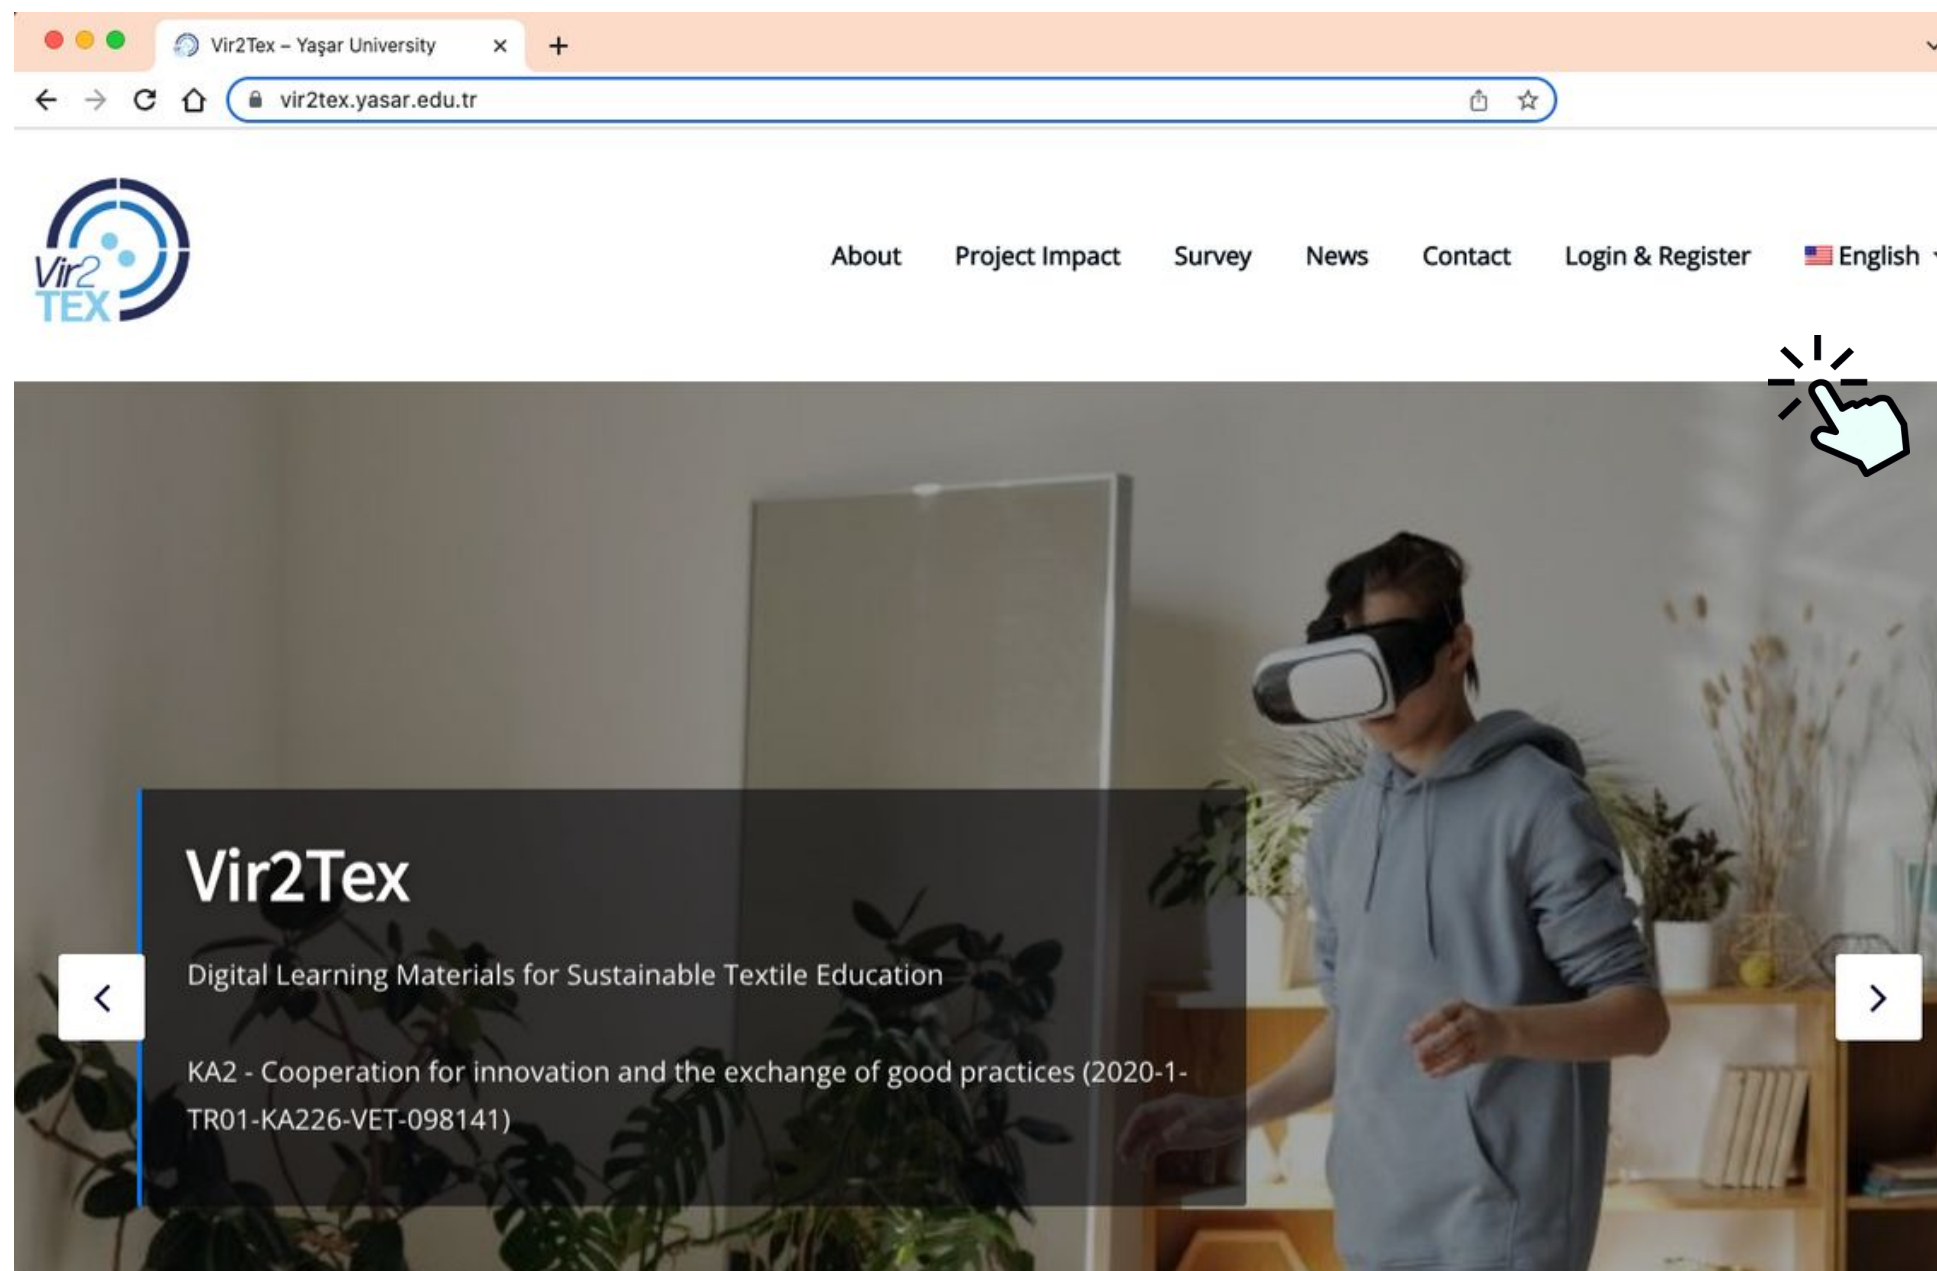 Vir2Tex – Yaşar University
vir2tex.yasar.edu.tr
Vir2
TEX
About Project Impact Survey News Contact Login & Register English
Vir2Tex
Digital Learning Materials for Sustainable Textile Education
KA2 - Cooperation for innovation and the exchange of good practices (2020-1-
TR01-KA226-VET-098141)